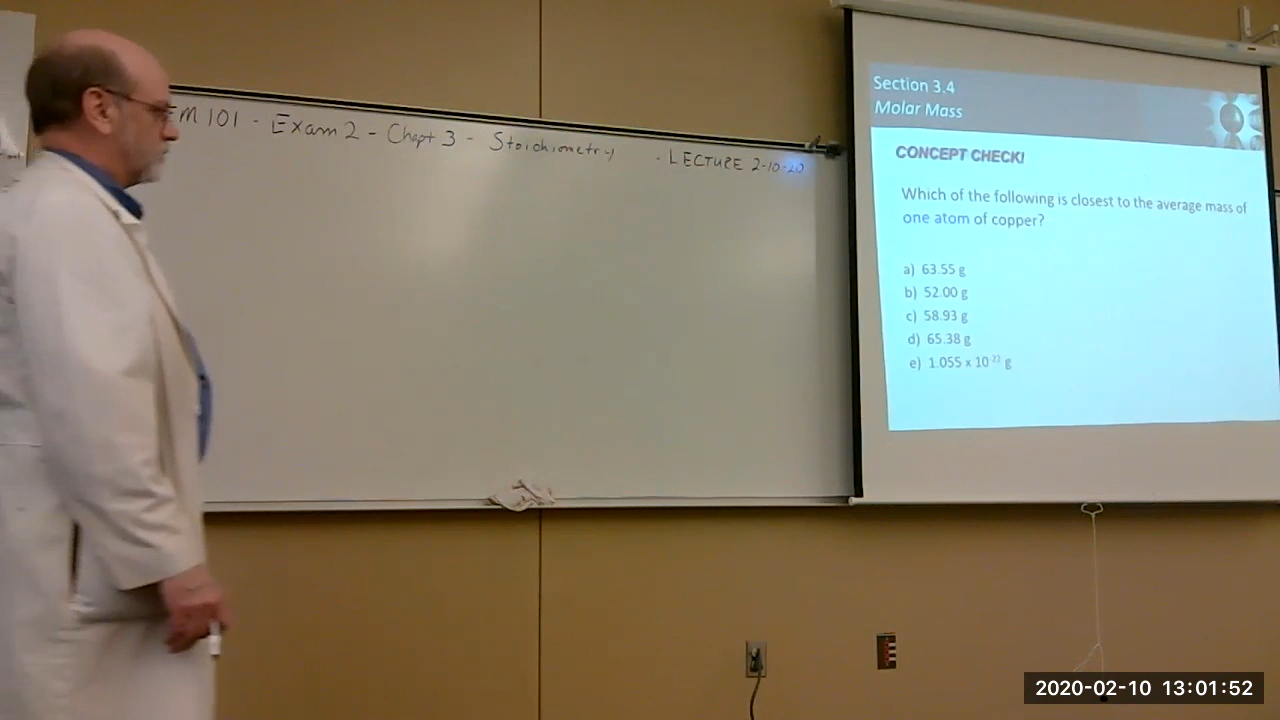 EM 101 - Exam 2 - Chapt 3 - Stoichiometry - LECTURE 2-10-20
Section 3.4
Molar Mass
CONCEPT CHECK!
Which of the following is closest to the average mass of
one atom of copper?
a) 63.55 g
b) 52.00 g
c) 58.93 g
d) 65.38 g
e) 1.055 x 10⁻²² g
2020-02-10 13:01:52